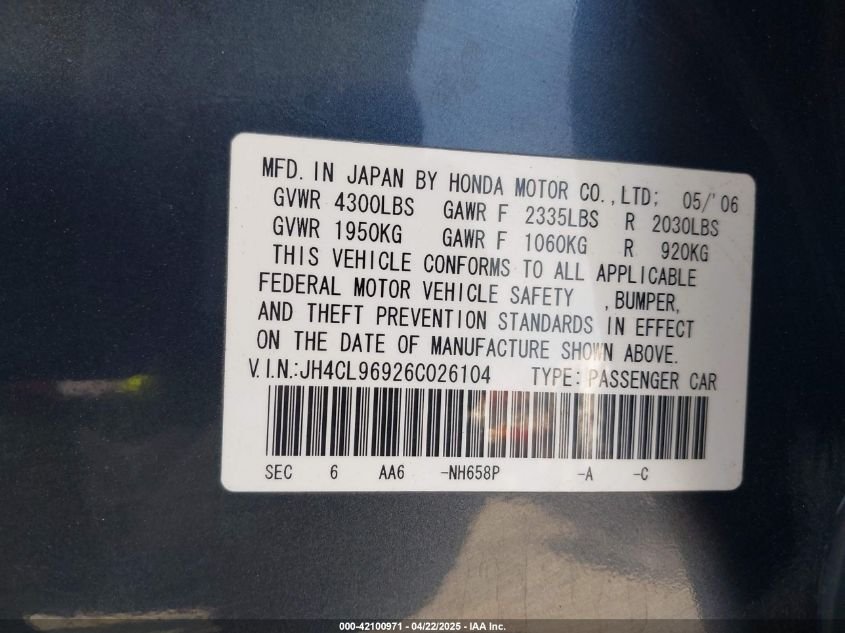 MFD. IN JAPAN BY HONDA MOTOR CO.,LTD; 05/'06
GVWR 4300LBS GAWR F 2335LBS R 2030LBS
GVWR 1950KG GAWR F 1060KG R 920KG
THIS VEHICLE CONFORMS TO ALL APPLICABLE
FEDERAL MOTOR VEHICLE SAFETY ,BUMPER,
AND THEFT PREVENTION STANDARDS IN EFFECT
ON THE DATE OF MANUFACTURE SHOWN ABOVE.
V.I.N.:JH4CL96926C026104 TYPE:PASSENGER CAR
SEC 6 AA6 -NH658P -A -C
000-42100971 - 04/22/2025 - IAA Inc.